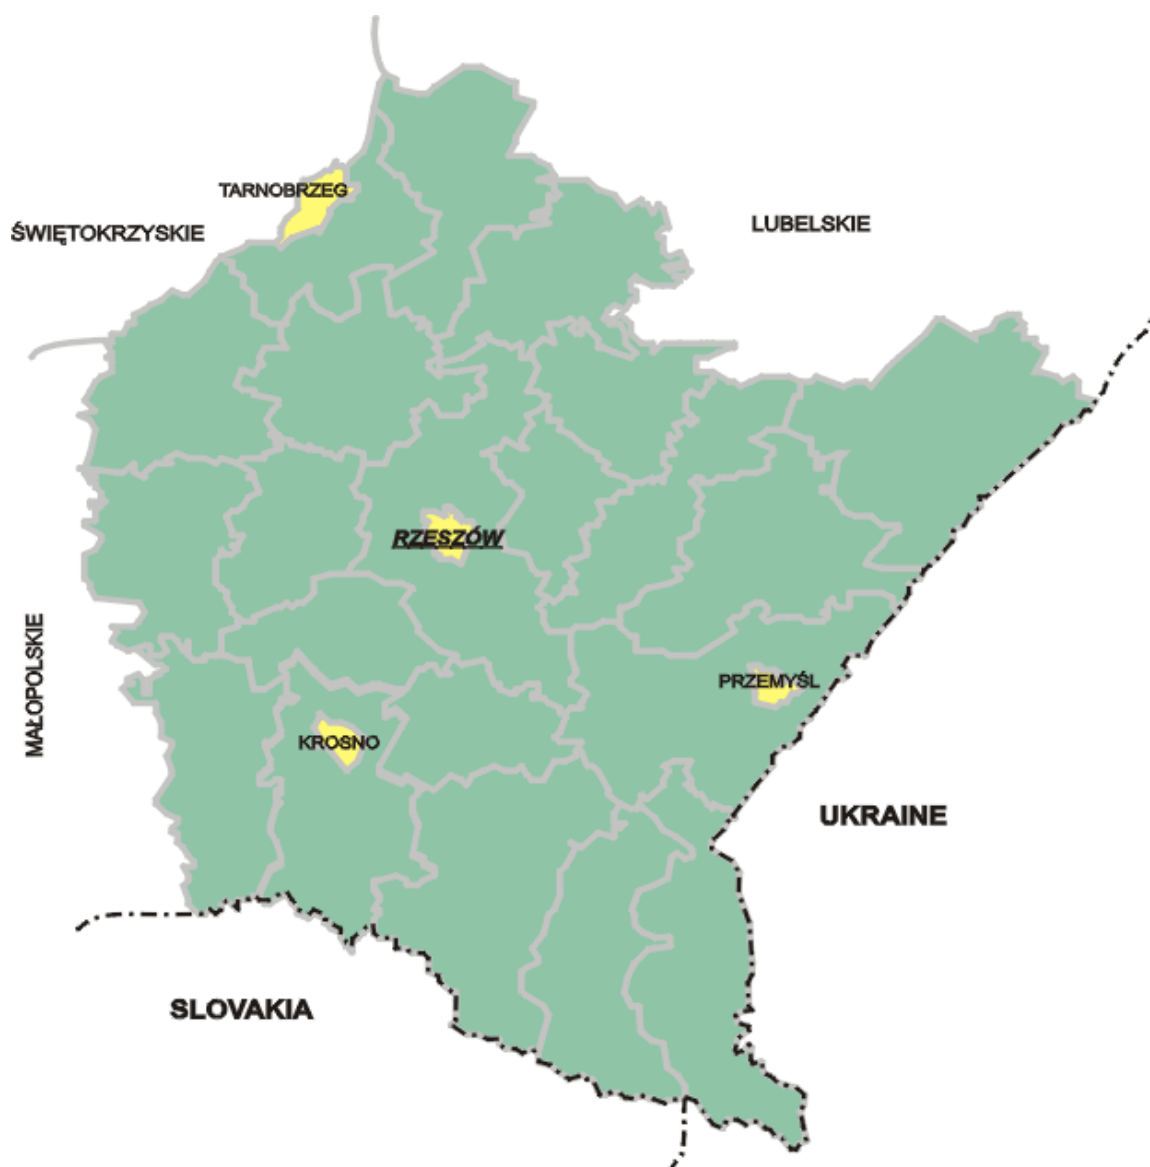 TARNOBRZEG
LUBELSKIE
ŚWIĘTOKRZYSKIE
RZESZÓW
MAŁOPOLSKIE
PRZEMYŚL
KROSNO
UKRAINE
SLOVAKIA